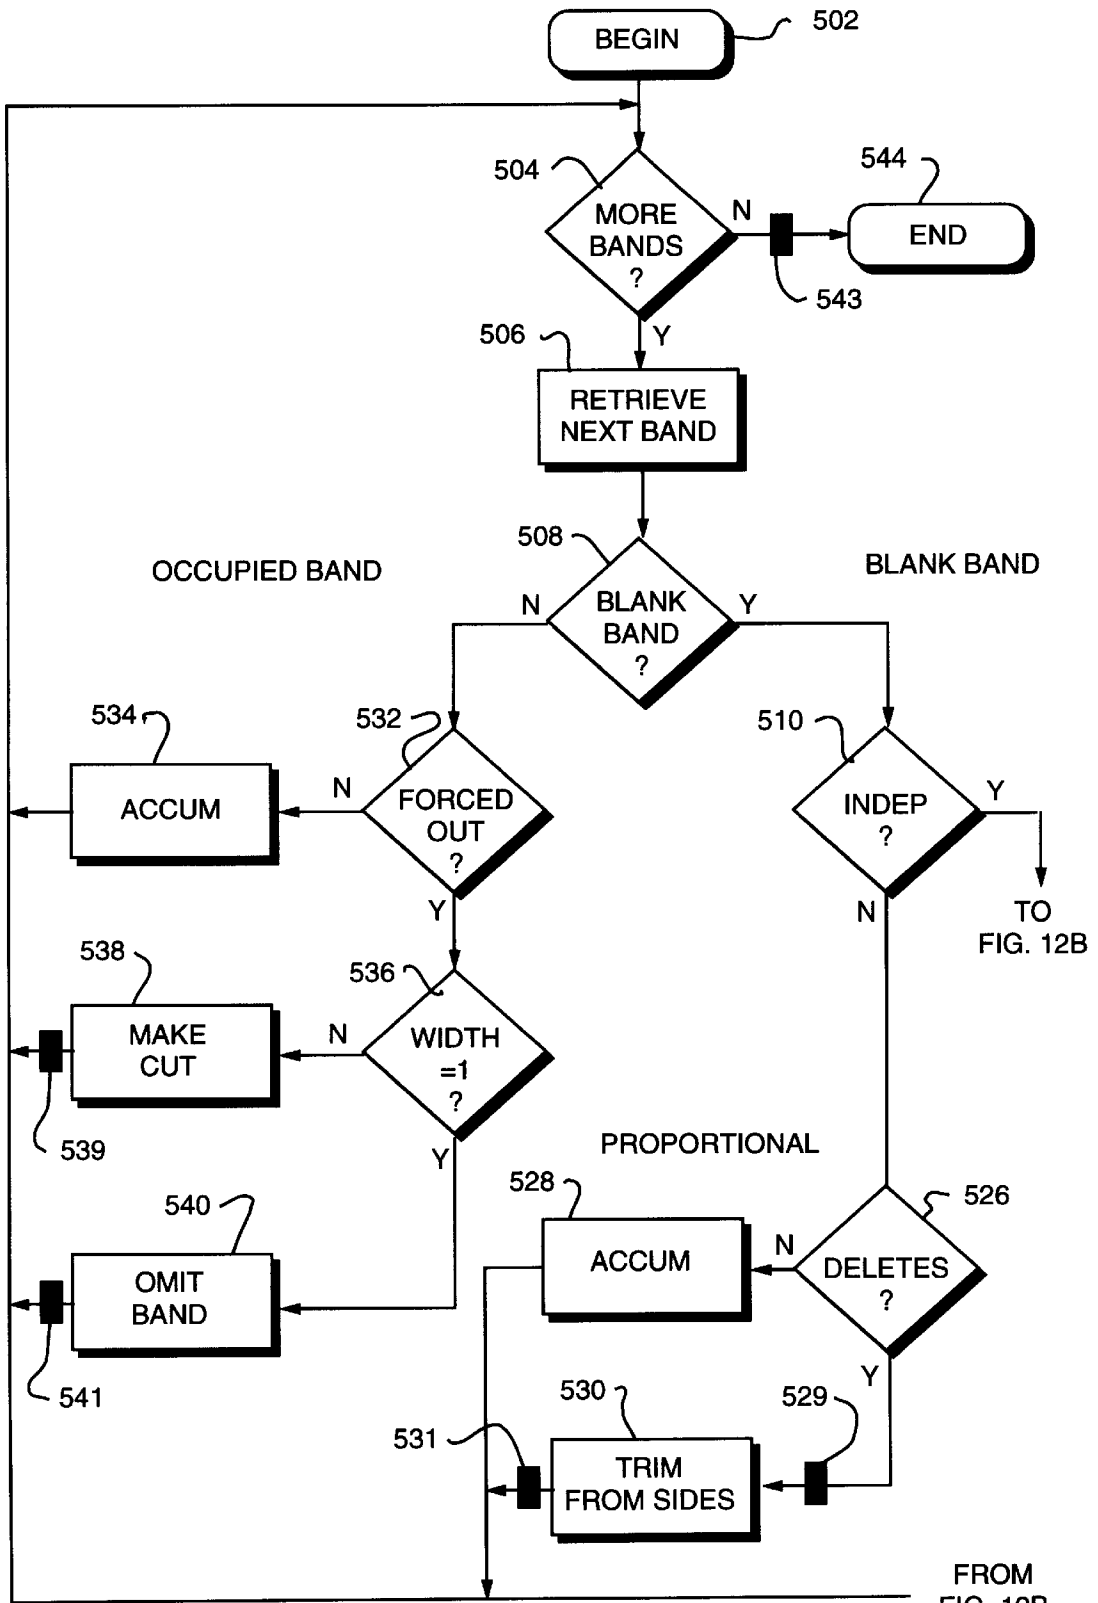 BEGIN
502
504
MORE
BANDS
?
N
543
544
END
Y
506
RETRIEVE
NEXT BAND
508
OCCUPIED BAND
BLANK BAND
N
BLANK
BAND
?
Y
534
ACCUM
N
532
FORCED
OUT
?
Y
510
INDEP
?
Y
N
TO
FIG. 12B
538
MAKE
CUT
539
N
536
WIDTH
=1
?
Y
PROPORTIONAL
528
ACCUM
N
526
DELETES
?
Y
540
OMIT
BAND
541
531
530
TRIM
FROM SIDES
529
FROM
FIG. 12B